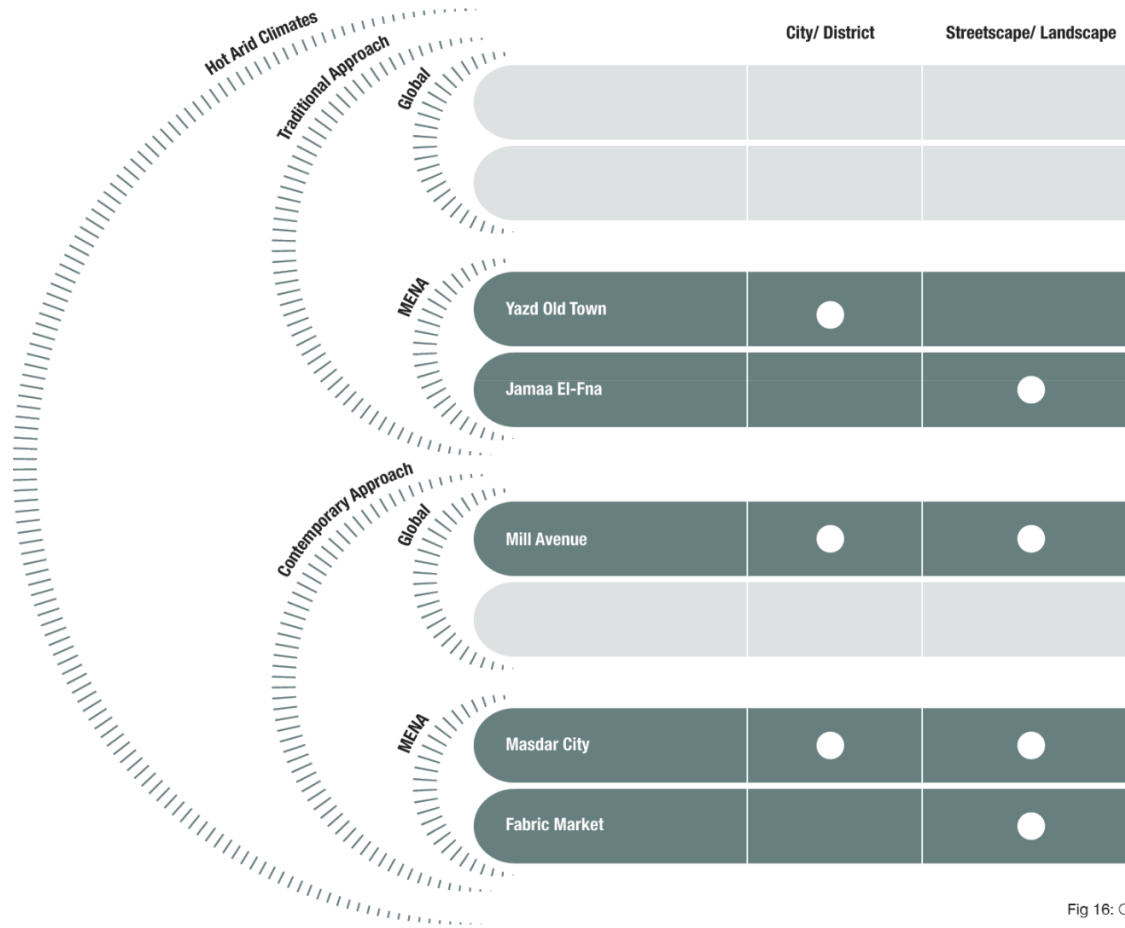 City/ District
Streetscape/ Landscape
Hot Arid Climates
Traditional Approach
Global
MENA
Yazd Old Town
Jamaa El-Fna
Contemporary Approach
Global
Mill Avenue
MENA
Masdar City
Fabric Market
Fig 16: